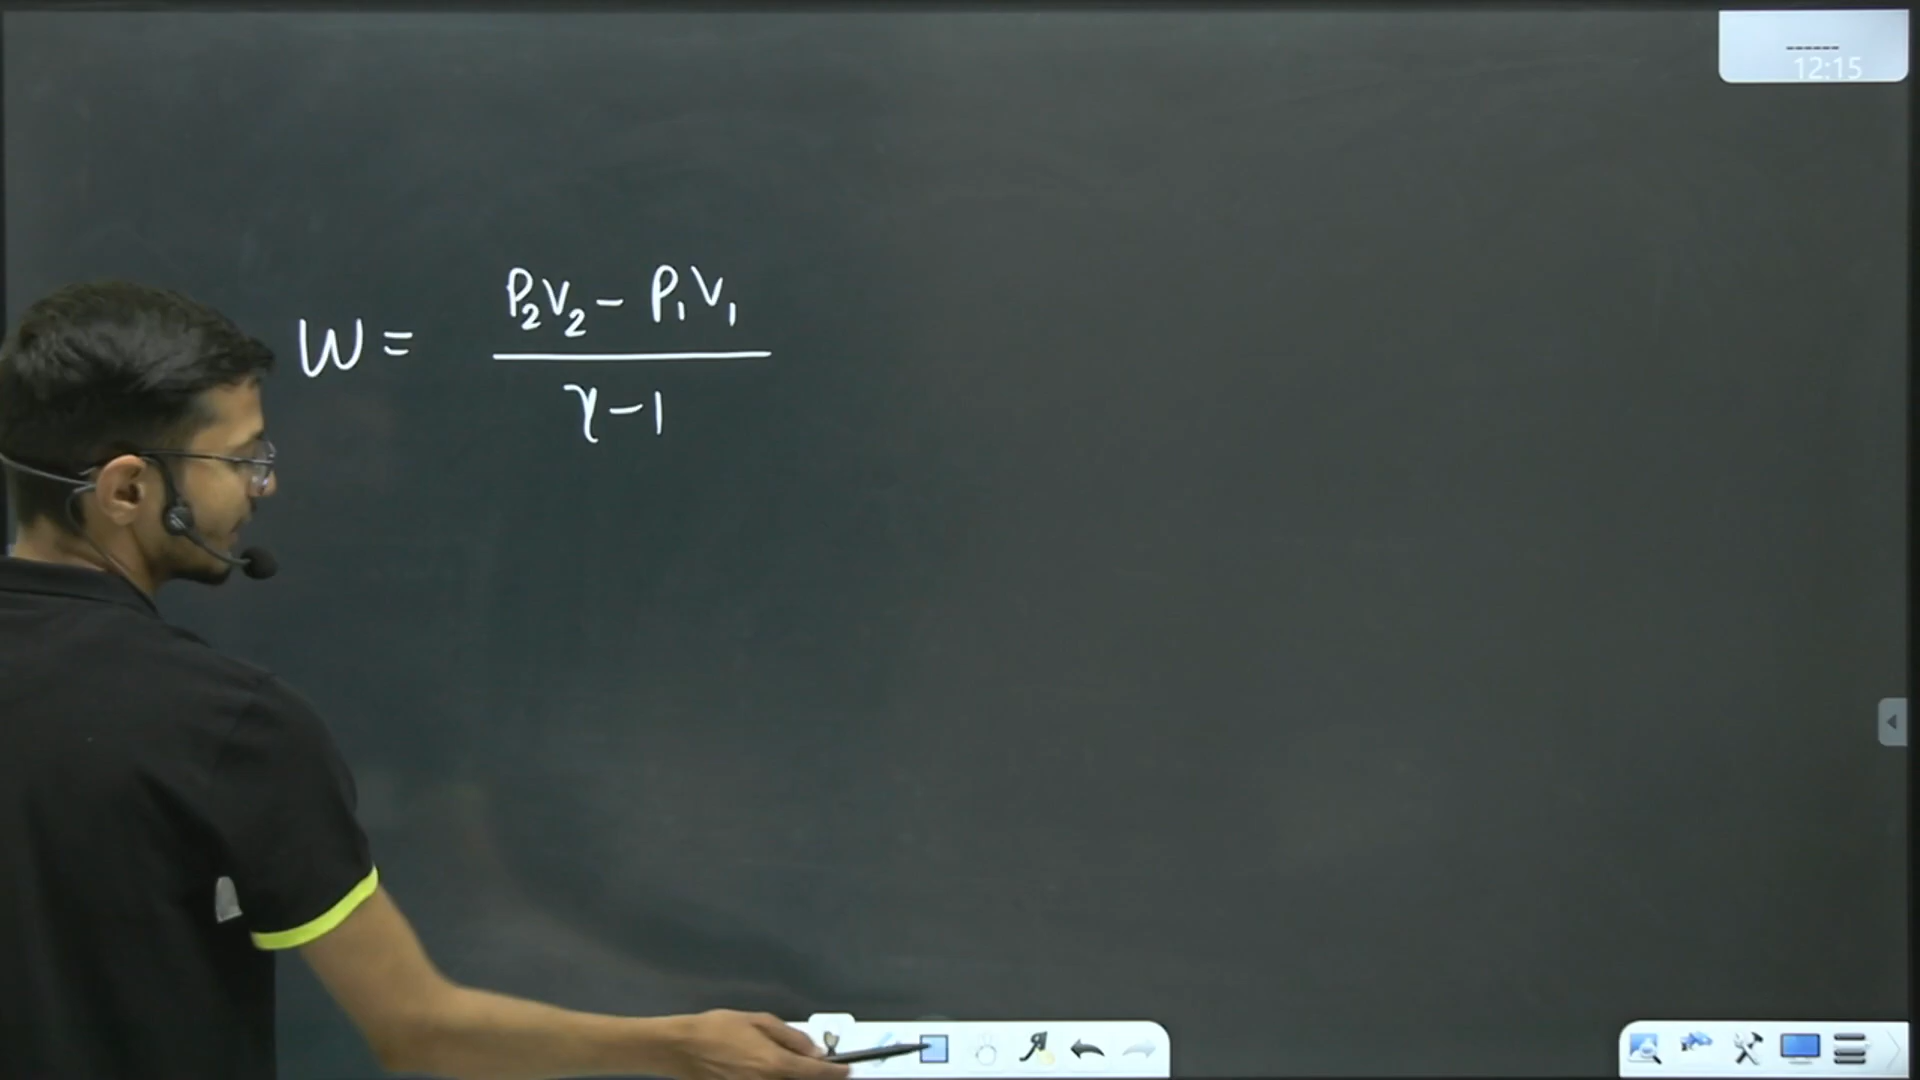 ------
12:15
W = P₂V₂ - P₁V₁
γ - 1